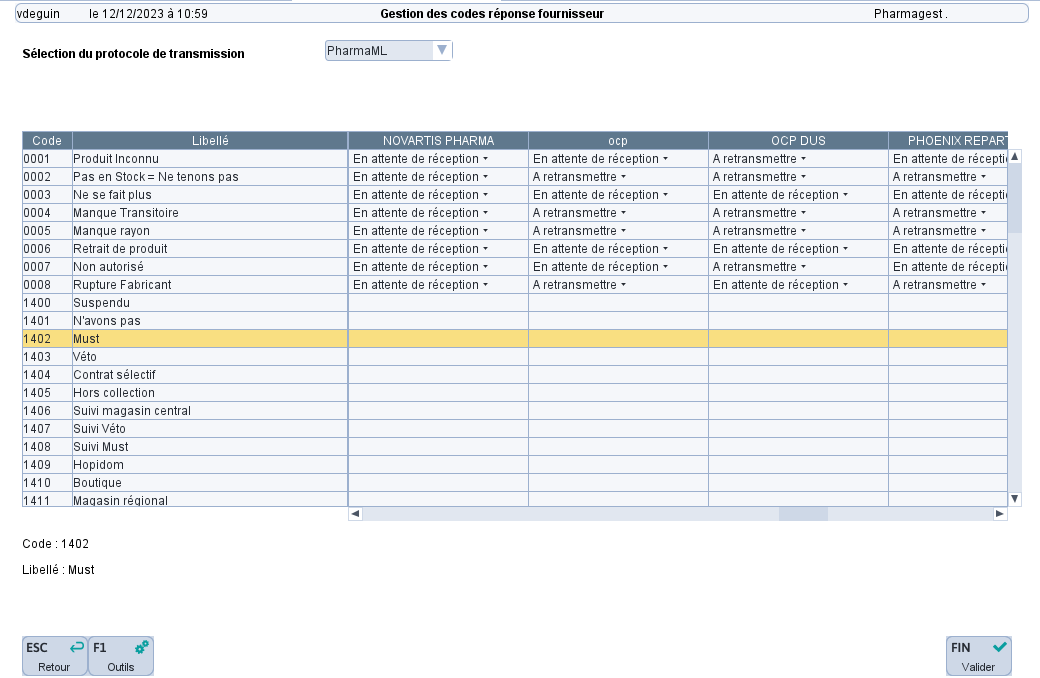 vdeguin le 12/12/2023 à 10:59 Gestion des codes réponse fournisseur Pharmagest .
Sélection du protocole de transmission PharmaML
Code Libellé NOVARTIS PHARMA ocp OCP DUS PHOENIX REPART
0001 Produit Inconnu En attente de réception En attente de réception A retransmettre En attente de récepti
0002 Pas en Stock = Ne tenons pas En attente de réception A retransmettre A retransmettre A retransmettre
0003 Ne se fait plus En attente de réception En attente de réception En attente de réception En attente de récepti
0004 Manque Transitoire En attente de réception A retransmettre A retransmettre A retransmettre
0005 Manque rayon En attente de réception A retransmettre A retransmettre A retransmettre
0006 Retrait de produit En attente de réception En attente de réception En attente de réception En attente de récepti
0007 Non autorisé En attente de réception En attente de réception A retransmettre En attente de récepti
0008 Rupture Fabricant En attente de réception A retransmettre En attente de réception A retransmettre
1400 Suspendu
1401 N'avons pas
1402 Must
1403 Véto
1404 Contrat sélectif
1405 Hors collection
1406 Suivi magasin central
1407 Suivi Véto
1408 Suivi Must
1409 Hopidom
1410 Boutique
1411 Magasin régional
Code : 1402
Libellé : Must
ESC F1 FIN
Retour Outils Valider